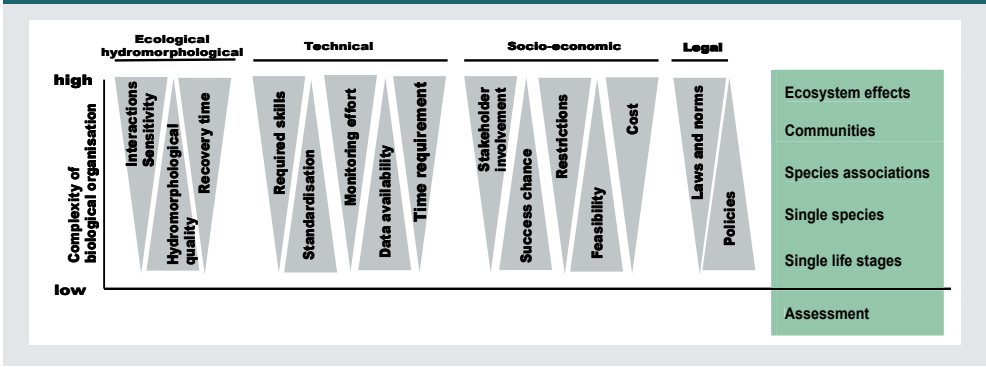 Ecological
hydromorphological
Technical
Socio-economic
Legal
high
Complexity of
biological organisation
low
Interactions
Sensitivity
Hydromorphological
quality
Recovery time
Required skills
Standardisation
Monitoring effort
Data availability
Time requirement
Stakeholder
involvement
Success chance
Restrictions
Feasibility
Cost
Laws and norms
Policies
Ecosystem effects
Communities
Species associations
Single species
Single life stages
Assessment